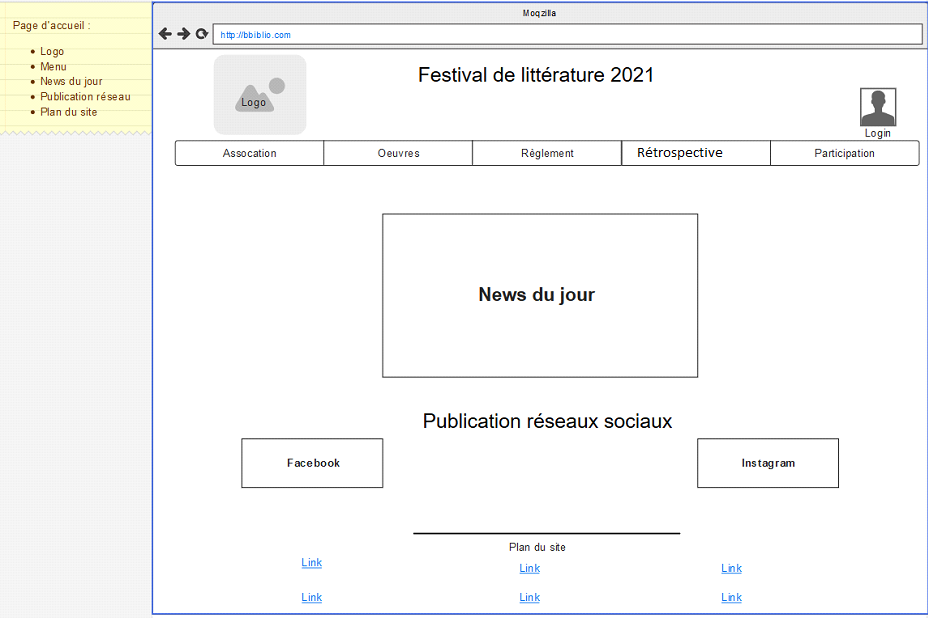 Page d'accueil :
Logo
Menu
News du jour
Publication réseau
Plan du site
Moqzilla
http://bbiblio.com
Logo
Festival de littérature 2021
Login
Assocation
Oeuvres
Règlement
Rétrospective
Participation
News du jour
Publication réseaux sociaux
Facebook
Instagram
Plan du site
Link
Link
Link
Link
Link
Link